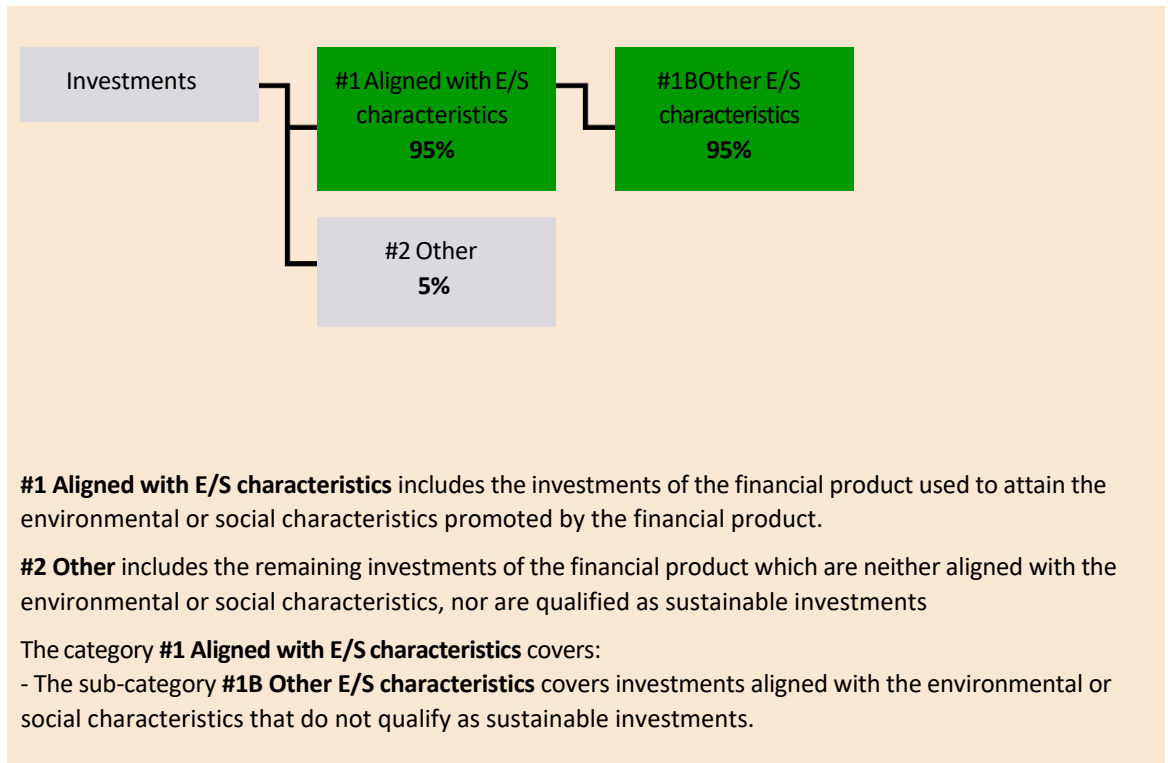 Investments
#1 Aligned with E/S
characteristics
95%
#1BOther E/S
characteristics
95%
#2 Other
5%
#1 Aligned with E/S characteristics includes the investments of the financial product used to attain the
environmental or social characteristics promoted by the financial product.
#2 Other includes the remaining investments of the financial product which are neither aligned with the
environmental or social characteristics, nor are qualified as sustainable investments
The category #1 Aligned with E/S characteristics covers:
- The sub-category #1B Other E/S characteristics covers investments aligned with the environmental or
social characteristics that do not qualify as sustainable investments.